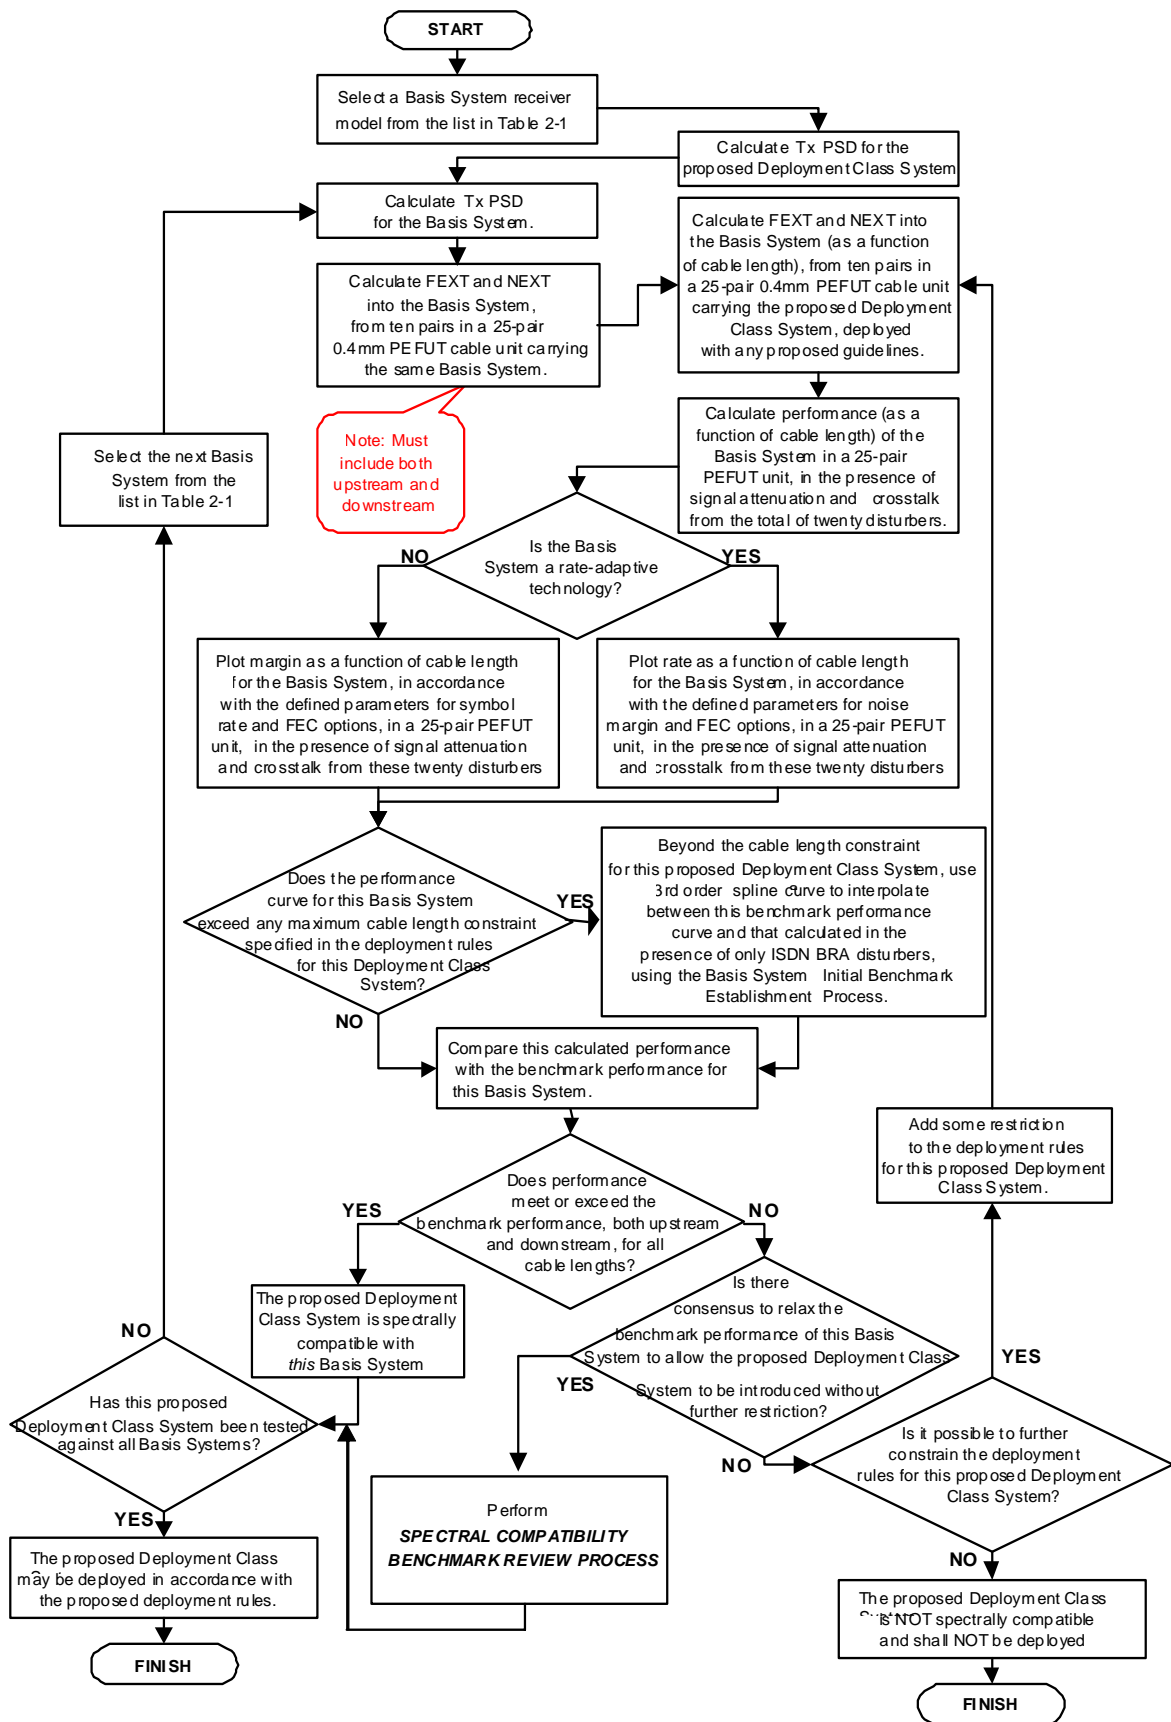 START
Select a Basis System receiver
model from the list in Table 2-1
Calculate Tx PSD for the
proposed Deployment Class System
Calculate Tx PSD
for the Basis System.
Calculate FEXT and NEXT into
the Basis System (as a function
of cable length), from ten pairs in
a 25-pair 0.4mm PEFUT cable unit
carrying the proposed Deployment
Class System, deployed
with any proposed guidelines.
Calculate FEXT and NEXT
into the Basis System,
from ten pairs in a 25-pair
0.4mm PEFUT cable unit carrying
the same Basis System.
Note: Must
include both
upstream and
downstream
Calculate performance (as a
function of cable length) of the
Basis System in a 25-pair
PEFUT unit, in the presence of
signal attenuation and crosstalk
from the total of twenty disturbers.
Select the next Basis
System from the
list in Table 2-1
Is the Basis
System a rate-adaptive
technology?
NO
YES
Plot margin as a function of cable length
for the Basis System, in accordance
with the defined parameters for symbol
rate and FEC options, in a 25-pair PEFUT
unit, in the presence of signal attenuation
and crosstalk from these twenty disturbers
Plot rate as a function of cable length
for the Basis System, in accordance
with the defined parameters for noise
margin and FEC options, in a 25-pair PEFUT
unit, in the presence of signal attenuation
and crosstalk from these twenty disturbers
Does the performance
curve for this Basis System
exceed any maximum cable length constraint
specified in the deployment rules
for this Deployment Class
System?
YES
NO
Beyond the cable length constraint
for this proposed Deployment Class System, use
3rd order spline curve to interpolate
between this benchmark performance
curve and that calculated in the
presence of only ISDN BRA disturbers,
using the Basis System Initial Benchmark
Establishment Process.
Compare this calculated performance
with the benchmark performance for
this Basis System.
Add some restriction
to the deployment rules
for this proposed Deployment
Class System.
Does performance
meet or exceed the
benchmark performance, both upstream
and downstream, for all
cable lengths?
YES
NO
The proposed Deployment
Class System is spectrally
compatible with
this Basis System
Is there
consensus to relax the
benchmark performance of this Basis
System to allow the proposed Deployment Class
System to be introduced without
further restriction?
YES
NO
Has this proposed
Deployment Class System been tested
against all Basis Systems?
NO
YES
Is it possible to further
constrain the deployment
rules for this proposed Deployment
Class System?
YES
NO
Perform
SPECTRAL COMPATIBILITY
BENCHMARK REVIEW PROCESS
The proposed Deployment Class
may be deployed in accordance with
the proposed deployment rules.
FINISH
The proposed Deployment Class
is NOT spectrally compatible
and shall NOT be deployed
FINISH